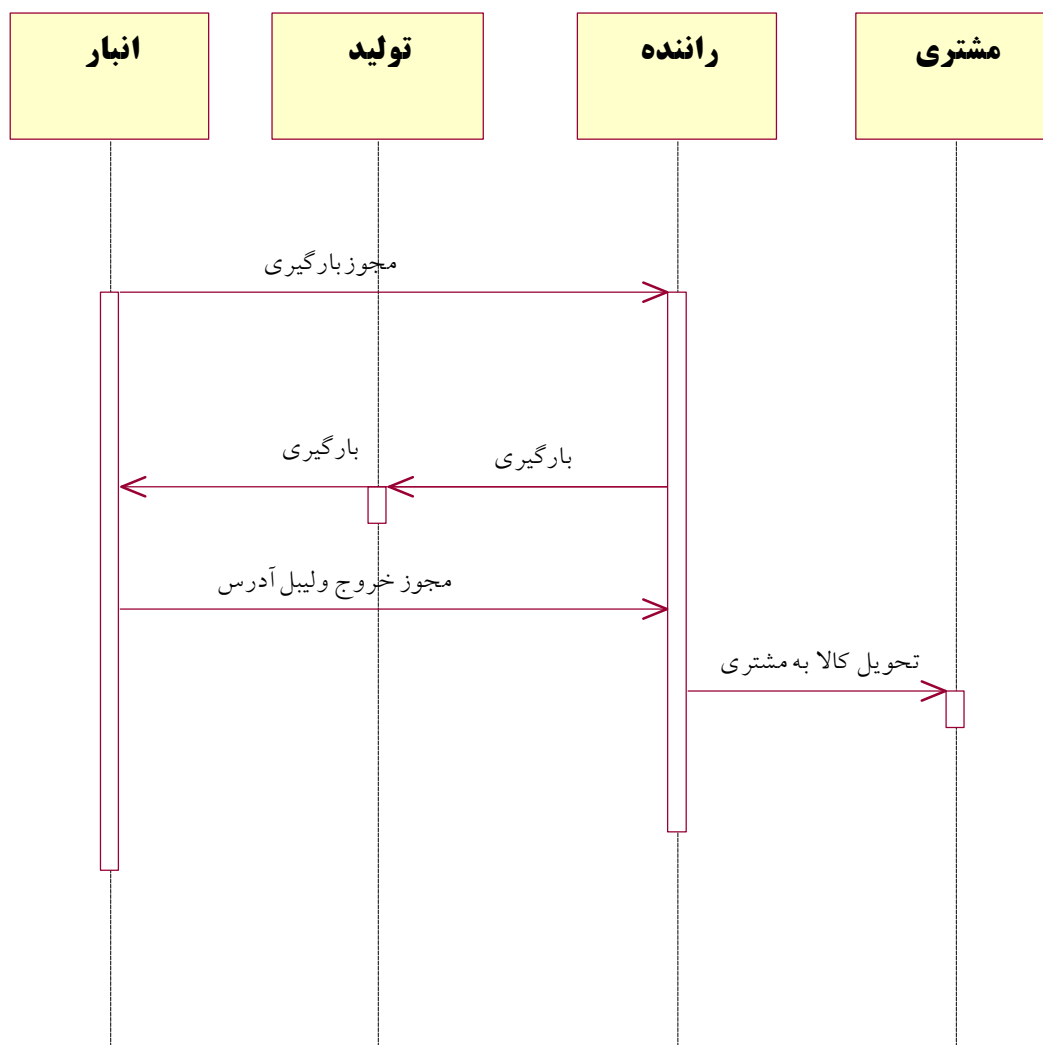 انبار
تولید
راننده
مشتری
مجوز بارگیری
بارگیری
بارگیری
مجوز خروج ولیبل آدرس
تحویل کالا به مشتری